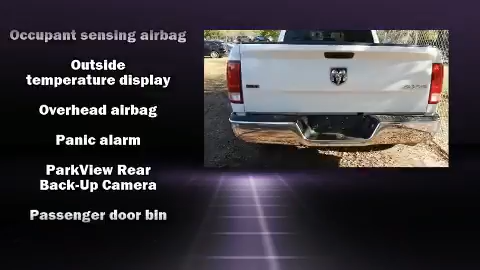 Occupant sensing airbag
Outside
temperature display
Overhead airbag
Panic alarm
ParkView Rear
Back-Up Camera
Passenger door bin